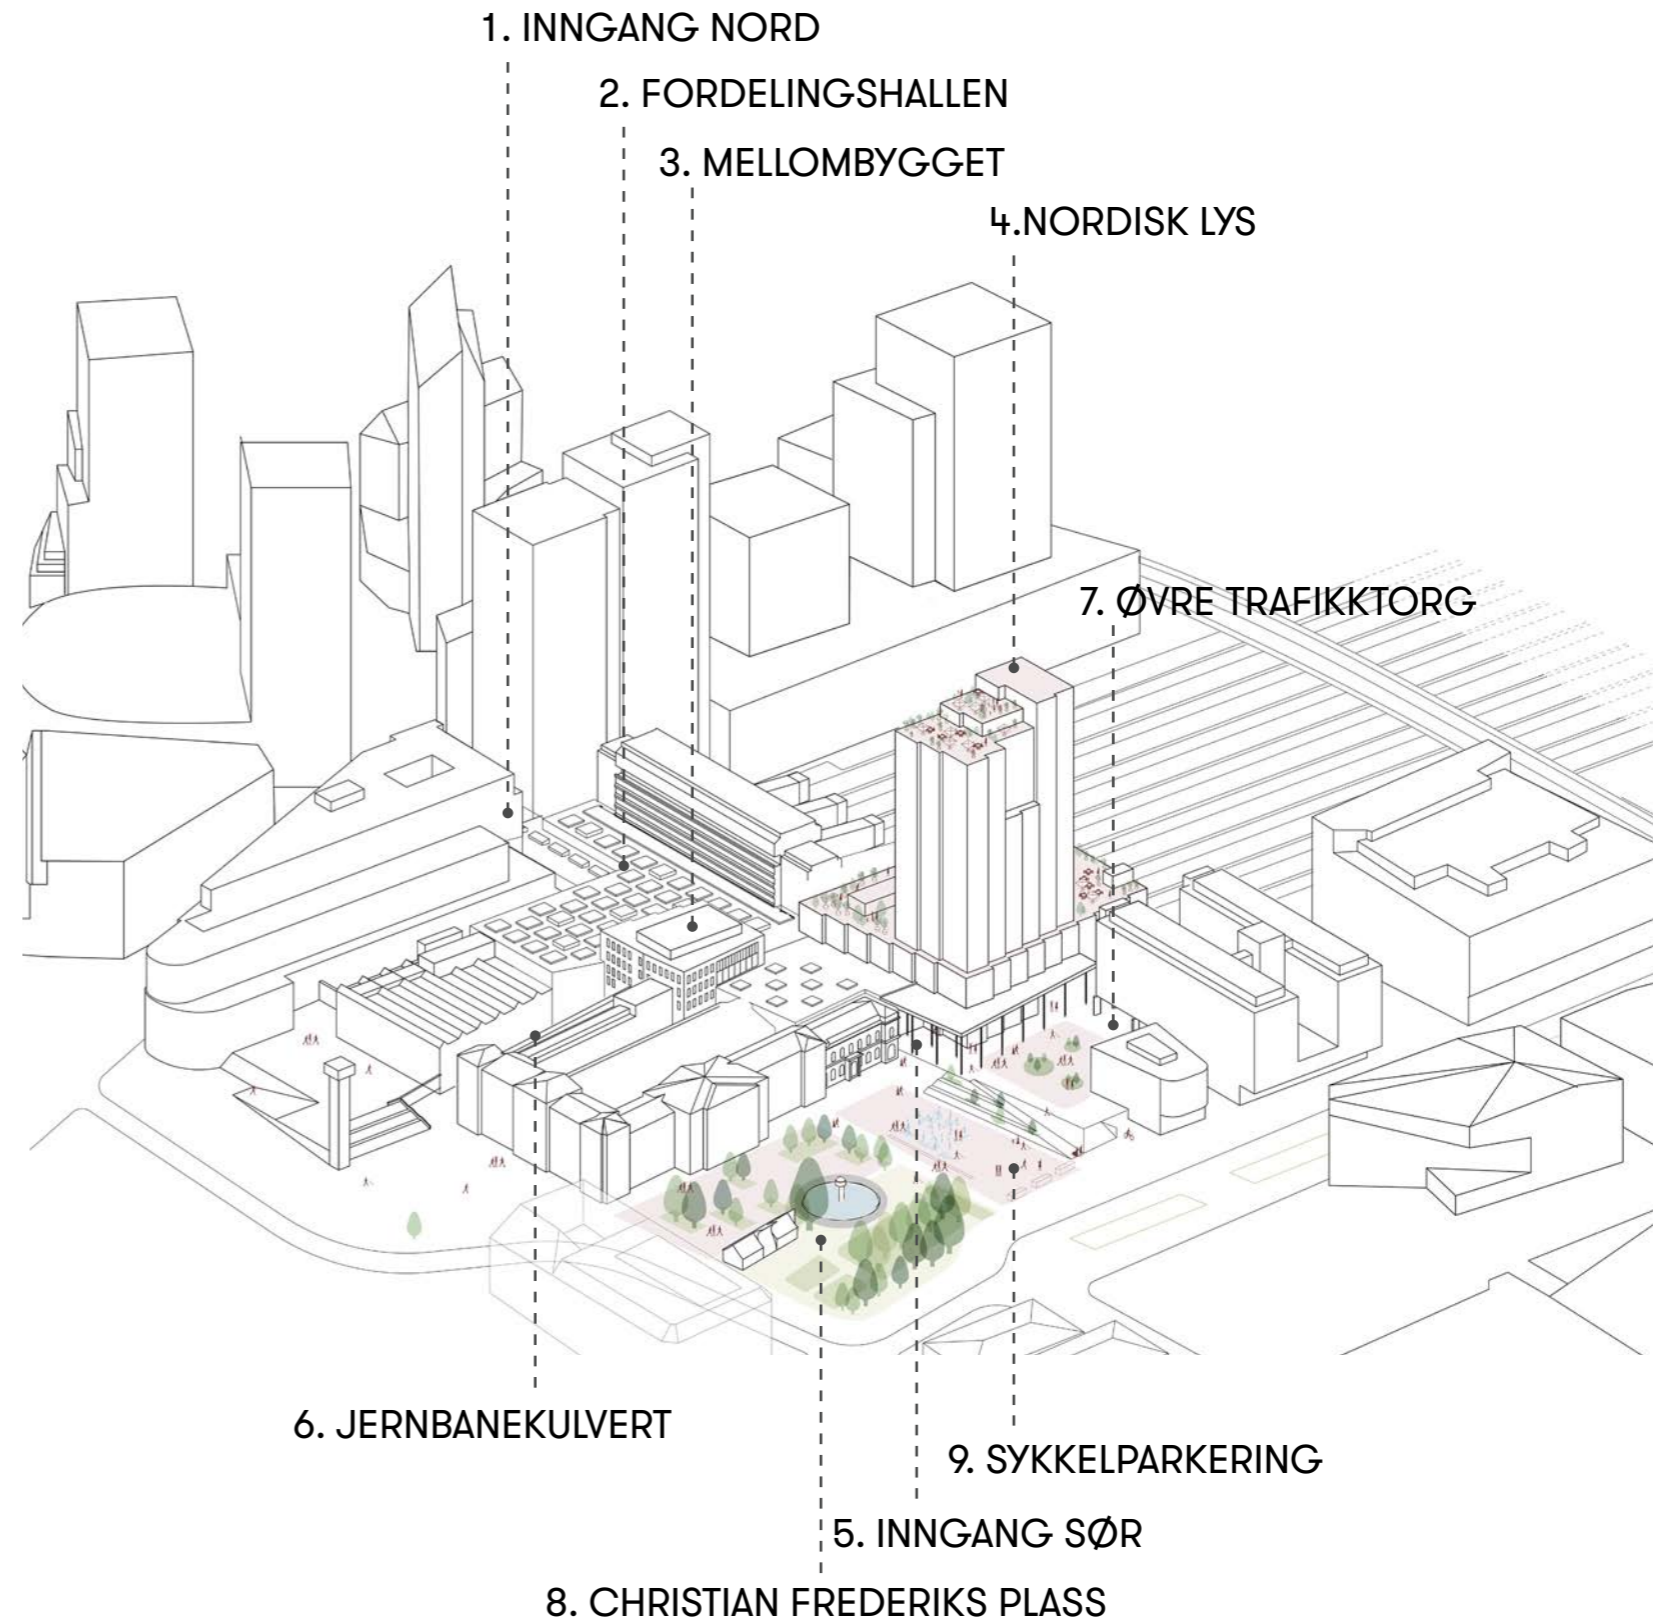 1. INNGANG NORD
2. FORDELINGSHALLEN
3. MELLOMBYGGET
4.NORDISK LYS
7. ØVRE TRAFIKKTORG
6. JERNBANEKULVERT
9. SYKKELPARKERING
5. INNGANG SØR
8. CHRISTIAN FREDERIKS PLASS